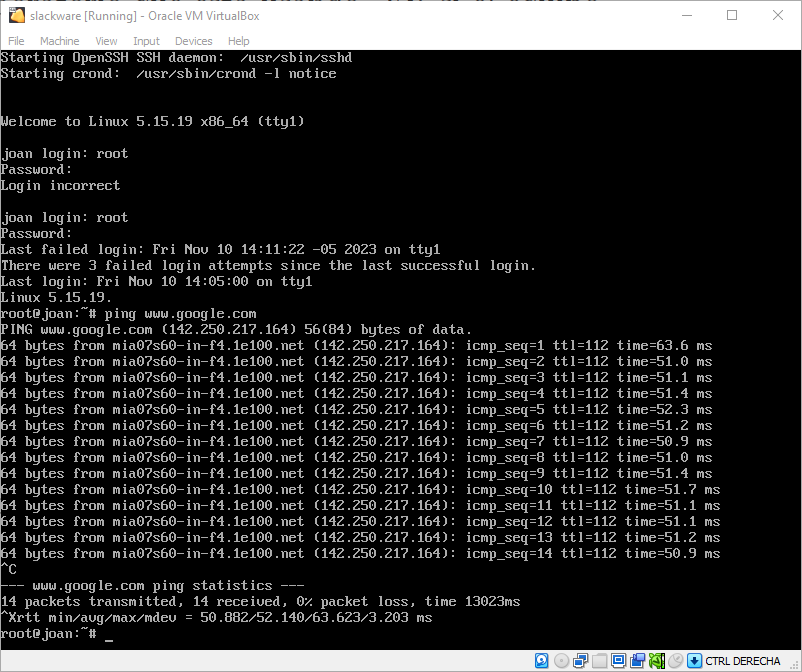 slackware [Running] - Oracle VM VirtualBox
File Machine View Input Devices Help
Starting OpenSSH SSH daemon:  /usr/sbin/sshd
Starting crond:  /usr/sbin/crond -l notice
Welcome to Linux 5.15.19 x86_64 (tty1)
joan login: root
Password:
Login incorrect
joan login: root
Password:
Last failed login: Fri Nov 10 14:11:22 -05 2023 on tty1
There were 3 failed login attempts since the last successful login.
Last login: Fri Nov 10 14:05:00 on tty1
Linux 5.15.19.
root@joan:~# ping www.google.com
PING www.google.com (142.250.217.164) 56(84) bytes of data.
64 bytes from mia07s60-in-f4.1e100.net (142.250.217.164): icmp_seq=1 ttl=112 time=63.6 ms
64 bytes from mia07s60-in-f4.1e100.net (142.250.217.164): icmp_seq=2 ttl=112 time=51.0 ms
64 bytes from mia07s60-in-f4.1e100.net (142.250.217.164): icmp_seq=3 ttl=112 time=51.1 ms
64 bytes from mia07s60-in-f4.1e100.net (142.250.217.164): icmp_seq=4 ttl=112 time=51.4 ms
64 bytes from mia07s60-in-f4.1e100.net (142.250.217.164): icmp_seq=5 ttl=112 time=52.3 ms
64 bytes from mia07s60-in-f4.1e100.net (142.250.217.164): icmp_seq=6 ttl=112 time=51.2 ms
64 bytes from mia07s60-in-f4.1e100.net (142.250.217.164): icmp_seq=7 ttl=112 time=50.9 ms
64 bytes from mia07s60-in-f4.1e100.net (142.250.217.164): icmp_seq=8 ttl=112 time=51.0 ms
64 bytes from mia07s60-in-f4.1e100.net (142.250.217.164): icmp_seq=9 ttl=112 time=51.4 ms
64 bytes from mia07s60-in-f4.1e100.net (142.250.217.164): icmp_seq=10 ttl=112 time=51.7 ms
64 bytes from mia07s60-in-f4.1e100.net (142.250.217.164): icmp_seq=11 ttl=112 time=51.1 ms
64 bytes from mia07s60-in-f4.1e100.net (142.250.217.164): icmp_seq=12 ttl=112 time=51.1 ms
64 bytes from mia07s60-in-f4.1e100.net (142.250.217.164): icmp_seq=13 ttl=112 time=51.2 ms
64 bytes from mia07s60-in-f4.1e100.net (142.250.217.164): icmp_seq=14 ttl=112 time=50.9 ms
^C
--- www.google.com ping statistics ---
14 packets transmitted, 14 received, 0% packet loss, time 13023ms
^Xrtt min/avg/max/mdev = 50.882/52.140/63.623/3.203 ms
root@joan:~# _
CTRL DERECHA